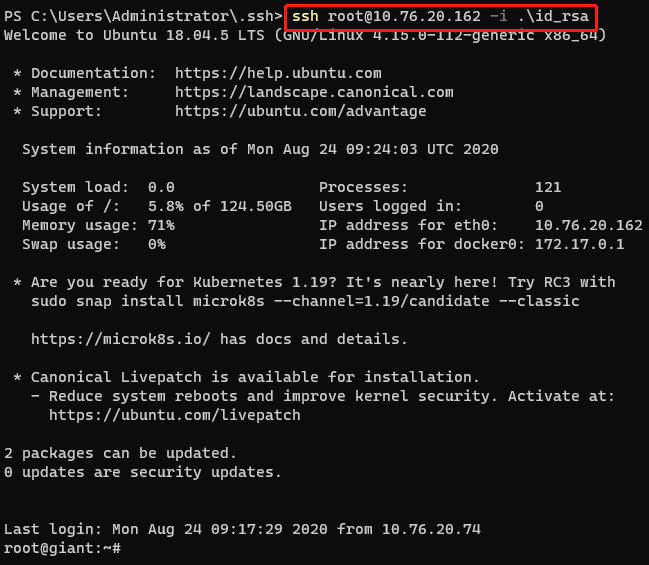 PS C:\Users\Administrator\.ssh> ssh root@10.76.20.162 -i .\id_rsa
Welcome to Ubuntu 18.04.5 LTS (GNU/Linux 4.15.0-112-generic x86_64)
* Documentation:  https://help.ubuntu.com
* Management:     https://landscape.canonical.com
* Support:        https://ubuntu.com/advantage
System information as of Mon Aug 24 09:24:03 UTC 2020
System load:  0.0                Processes:              121
Usage of /:   5.8% of 124.50GB   Users logged in:        0
Memory usage: 71%                IP address for eth0:    10.76.20.162
Swap usage:   0%                 IP address for docker0: 172.17.0.1
* Are you ready for Kubernetes 1.19? It's nearly here! Try RC3 with
sudo snap install microk8s --channel=1.19/candidate --classic
https://microk8s.io/ has docs and details.
* Canonical Livepatch is available for installation.
- Reduce system reboots and improve kernel security. Activate at:
https://ubuntu.com/livepatch
2 packages can be updated.
0 updates are security updates.
Last login: Mon Aug 24 09:17:29 2020 from 10.76.20.74
root@giant:~#